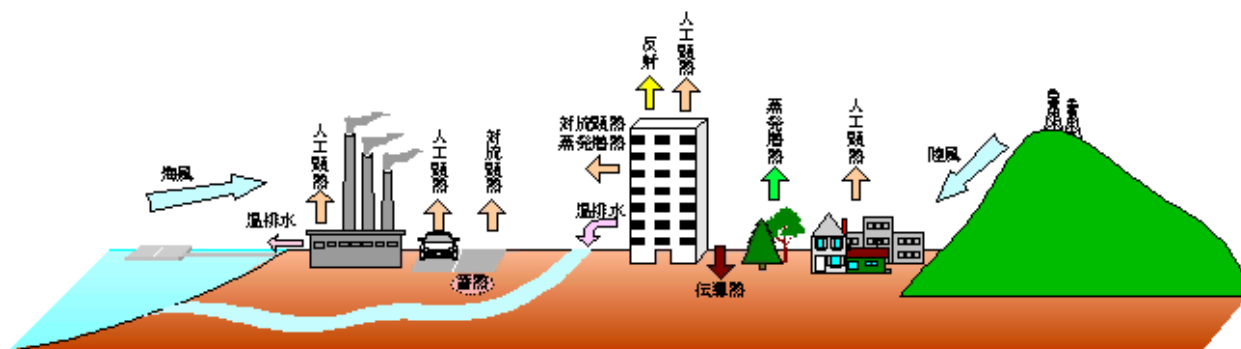 海風
温排水
人工顕熱
人工顕熱
対流顕熱
蓄熱
対流顕熱
蒸発潜熱
温排水
反射
人工顕熱
伝導熱
蒸発潜熱
人工顕熱
陸風